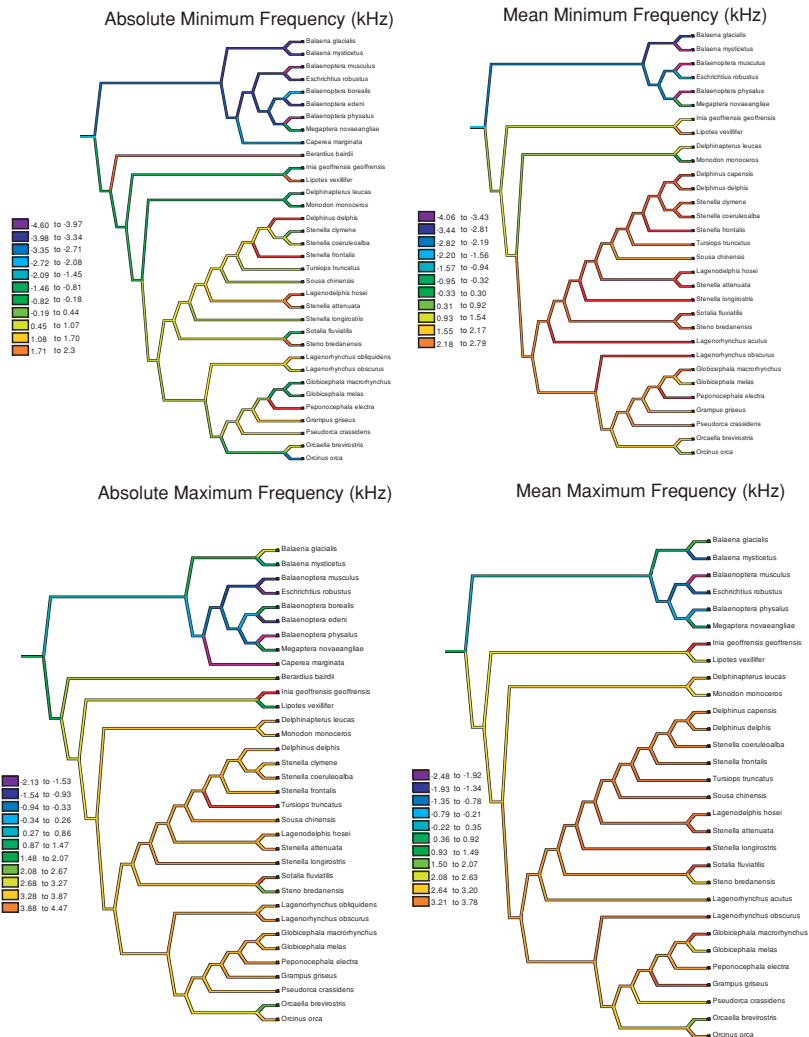 Absolute Minimum Frequency (kHz)
Balaena glacialis
Balaena mysticetus
Balaenoptera musculus
Eschrichtius robustus
Balaenoptera borealis
Balaenoptera edeni
Balaenoptera physalus
Megaptera novaeangliae
Caperea marginata
Berardius bairdii
Inia geoffrensis geoffrensis
Lipotes vexillifer
Delphinapterus leucas
Monodon monoceros
Delphinus delphis
Stenella clymene
Stenella coeruleoalba
Stenella frontalis
Tursiops truncatus
Sousa chinensis
Lagenodelphis hosei
Stenella attenuata
Stenella longirostris
Sotalia fluviatilis
Steno bredanensis
Lagenorhynchus obliquidens
Lagenorhynchus obscurus
Globicephala macrorhynchus
Globicephala melas
Peponocephala electra
Grampus griseus
Pseudorca crassidens
Orcaella brevirostris
Orcinus orca
-4.60 to -3.97
-3.98 to -3.34
-3.35 to -2.71
-2.72 to -2.08
-2.09 to -1.45
-1.46 to -0.81
-0.82 to -0.18
-0.19 to 0.44
0.45 to 1.07
1.08 to 1.70
1.71 to 2.3
Mean Minimum Frequency (kHz)
Balaena glacialis
Balaena mysticetus
Balaenoptera musculus
Eschrichtius robustus
Balaenoptera physalus
Megaptera novaeangliae
Inia geoffrensis geoffrensis
Lipotes vexillifer
Delphinapterus leucas
Monodon monoceros
Delphinus capensis
Delphinus delphis
Stenella clymene
Stenella coeruleoalba
Stenella frontalis
Tursiops truncatus
Sousa chinensis
Lagenodelphis hosei
Stenella attenuata
Stenella longirostris
Sotalia fluviatilis
Steno bredanensis
Lagenorhynchus acutus
Lagenorhynchus obscurus
Globicephala macrorhynchus
Globicephala melas
Peponocephala electra
Grampus griseus
Pseudorca crassidens
Orcaella brevirostris
Orcinus orca
-4.06 to -3.43
-3.44 to -2.81
-2.82 to -2.19
-2.20 to -1.56
-1.57 to -0.94
-0.95 to -0.32
-0.33 to 0.30
0.31 to 0.92
0.93 to 1.54
1.55 to 2.17
2.18 to 2.79
Absolute Maximum Frequency (kHz)
Balaena glacialis
Balaena mysticetus
Balaenoptera musculus
Eschrichtius robustus
Balaenoptera borealis
Balaenoptera edeni
Balaenoptera physalus
Megaptera novaeangliae
Caperea marginata
Berardius bairdii
Inia geoffrensis geoffrensis
Lipotes vexillifer
Delphinapterus leucas
Monodon monoceros
Delphinus delphis
Stenella clymene
Stenella coeruleoalba
Stenella frontalis
Tursiops truncatus
Sousa chinensis
Lagenodelphis hosei
Stenella attenuata
Stenella longirostris
Sotalia fluviatilis
Steno bredanensis
Lagenorhynchus obliquidens
Lagenorhynchus obscurus
Globicephala macrorhynchus
Globicephala melas
Peponocephala electra
Grampus griseus
Pseudorca crassidens
Orcaella brevirostris
Orcinus orca
-2.13 to -1.53
-1.54 to -0.93
-0.94 to -0.33
-0.34 to 0.26
0.27 to 0.86
0.87 to 1.47
1.48 to 2.07
2.08 to 2.67
2.68 to 3.27
3.28 to 3.87
3.88 to 4.47
Mean Maximum Frequency (kHz)
Balaena glacialis
Balaena mysticetus
Balaenoptera musculus
Eschrichtius robustus
Balaenoptera physalus
Megaptera novaeangliae
Inia geoffrensis geoffrensis
Lipotes vexillifer
Delphinapterus leucas
Monodon monoceros
Delphinus capensis
Delphinus delphis
Stenella coeruleoalba
Stenella frontalis
Tursiops truncatus
Sousa chinensis
Lagenodelphis hosei
Stenella attenuata
Stenella longirostris
Sotalia fluviatilis
Steno bredanensis
Lagenorhynchus acutus
Lagenorhynchus obscurus
Globicephala macrorhynchus
Globicephala melas
Peponocephala electra
Grampus griseus
Pseudorca crassidens
Orcaella brevirostris
Orcinus orca
-2.48 to -1.92
-1.93 to -1.34
-1.35 to -0.78
-0.79 to -0.21
-0.22 to 0.35
0.36 to 0.92
0.93 to 1.49
1.50 to 2.07
2.08 to 2.63
2.64 to 3.20
3.21 to 3.78